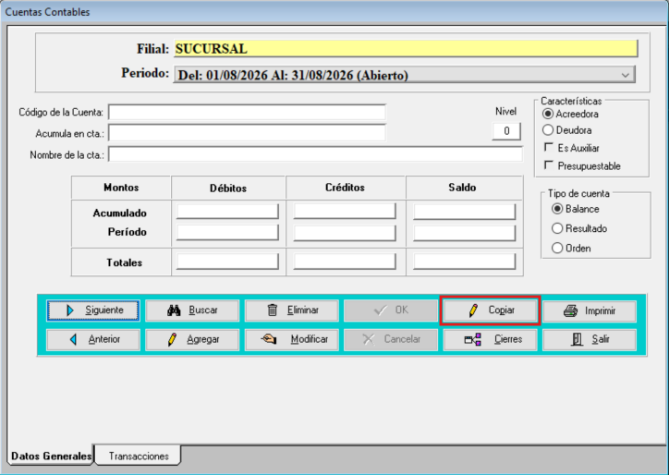 Cuentas Contables
Filial: SUCURSAL
Periodo: Del: 01/08/2026 Al: 31/08/2026 (Abierto)
Código de la Cuenta:
Nivel
Acumula en cta.:
0
Nombre de la cta.:
Características
Acreedora
Deudora
Es Auxiliar
Presupuestable
Montos Débitos Créditos Saldo
Acumulado
Período
Totales
Tipo de cuenta
Balance
Resultado
Orden
Siguiente Buscar Eliminar OK Copiar Imprimir
Anterior Agregar Modificar Cancelar Cierres Salir
Datos Generales Transacciones